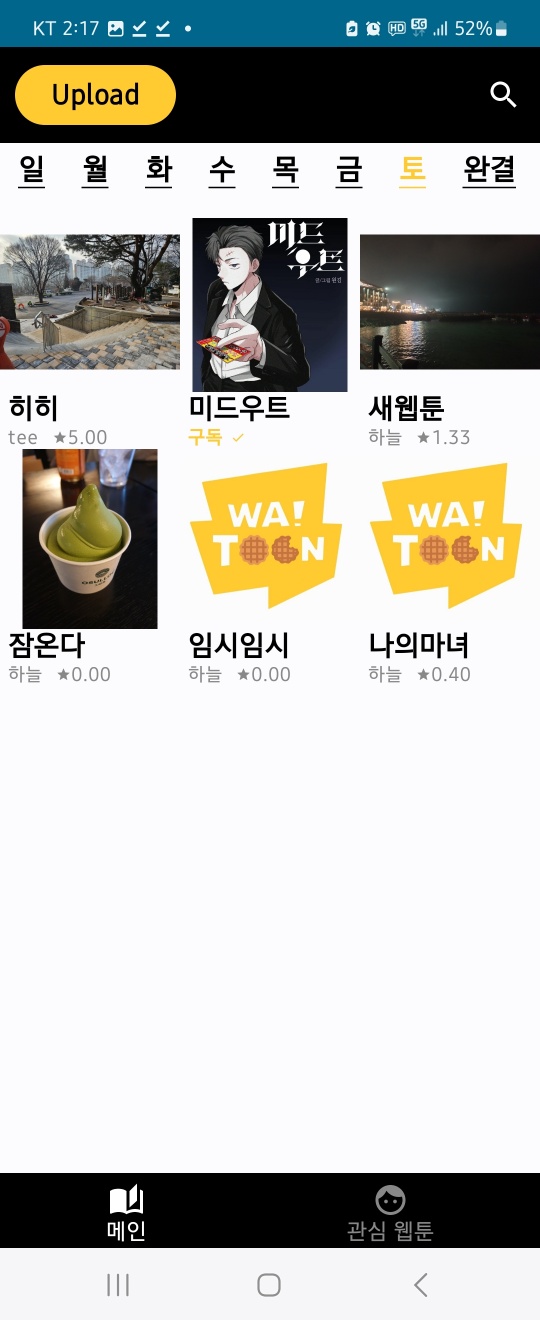 KT 2:17 HD 5G 52%
Upload
일 월 화 수 목 금 토 완결
미드
우트
히히 미드우트 새웹툰
tee ★5.00 구독 ✓ 하늘 ★1.33
WA! WA!
TOON TOON
잠온다 임시임시 나의마녀
하늘 ★0.00 하늘 ★0.00 하늘 ★0.40
메인 관심 웹툰